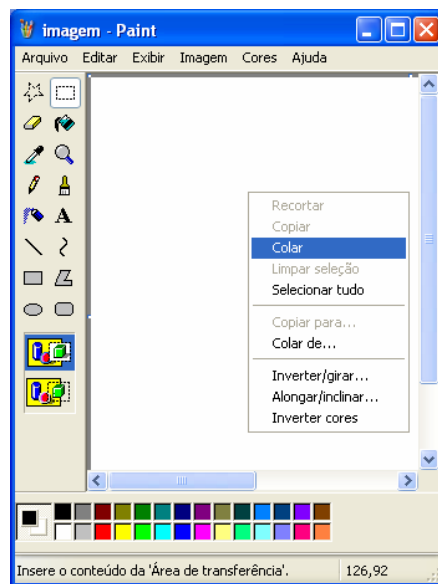 imagem - Paint
Arquivo Editar Exibir Imagem Cores Ajuda
A
Recortar
Copiar
Colar
Limpar seleção
Selecionar tudo
Copiar para...
Colar de...
Inverter/girar...
Alongar/inclinar...
Inverter cores
Insere o conteúdo da 'Área de transferência'. 126,92